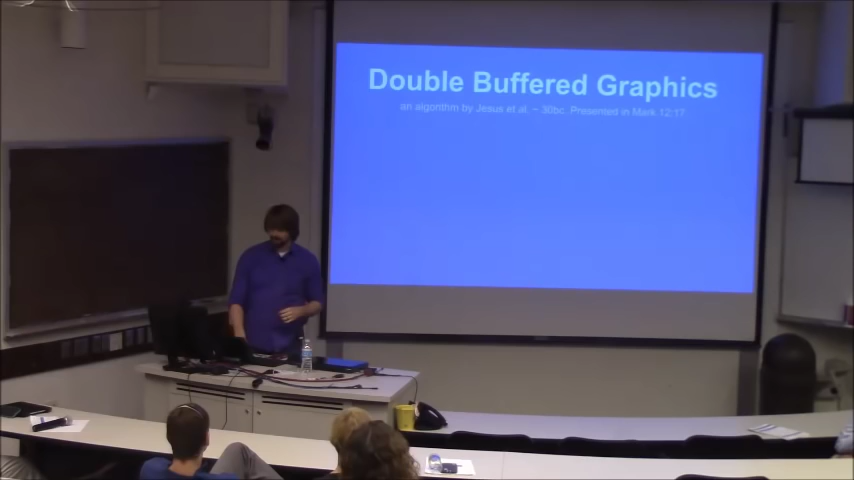 Double Buffered Graphics
an algorithm by Jesus et al. ~ 30bc. Presented in Mark 12:17